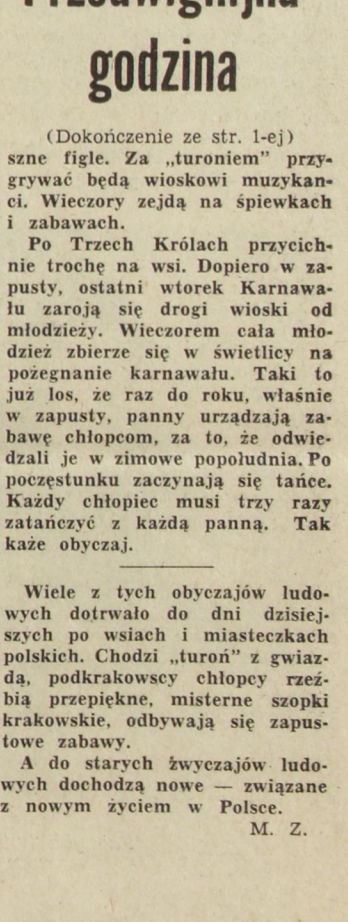 godzina
(Dokończenie ze str. 1-ej)
szne figle. Za „turoniem” przy-
grywać będą wioskowi muzykan-
ci. Wieczory zejdą na śpiewkach
i zabawach.
Po Trzech Królach przycich-
nie trochę na wsi. Dopiero w za-
pusty, ostatni wtorek Karnawa-
łu zaroją się drogi wioski od
młodzieży. Wieczorem cała mło-
dzież zbierze się w świetlicy na
pożegnanie karnawału. Taki to
już los, że raz do roku, właśnie
w zapusty, panny urządzają za-
bawę chłopcom, za to, że odwie-
dzali je w zimowe popołudnia. Po
poczęstunku zaczynają się tańce.
Każdy chłopiec musi trzy razy
zatańczyć z każdą panną. Tak
każe obyczaj.
Wiele z tych obyczajów ludo-
wych dotrwało do dni dzisiej-
szych po wsiach i miasteczkach
polskich. Chodzi „turoń” z gwiaz-
dą, podkrakowscy chłopcy rzeź-
bią przepiękne, misterne szopki
krakowskie, odbywają się zapus-
towe zabawy.
A do starych żwyczajów ludo-
wych dochodzą nowe — związane
z nowym życiem w Polsce.
M. Z.